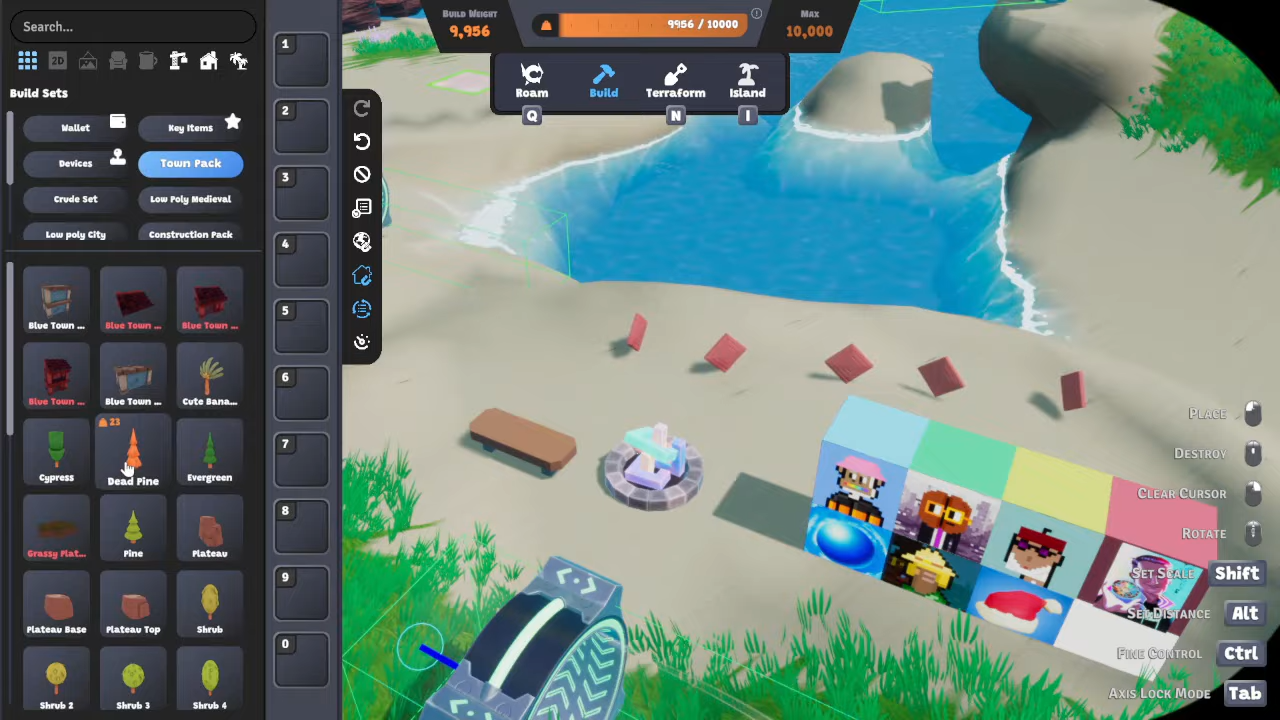 Search...
2D
Build Sets
Wallet
Key Items
Devices
Town Pack
Crude Set
Low Poly Medieval
Low poly City
Construction Pack
Blue Town ...
Blue Town ...
Blue Town ...
Blue Town ...
Blue Town ...
Cute Bana...
23
Cypress
Dead Pine
Evergreen
Grassy Plat...
Pine
Plateau
Plateau Base
Plateau Top
Shrub
Shrub 2
Shrub 3
Shrub 4
1
2
3
4
5
6
7
8
9
0
Build Weight
9,956
9956 / 10000
Max
10,000
Roam
Build
Terraform
Island
Q
N
I
Place
Destroy
Clear Cursor
Rotate
Set Scale
Shift
Set Distance
Alt
Fine Control
Ctrl
Axis Lock Mode
Tab